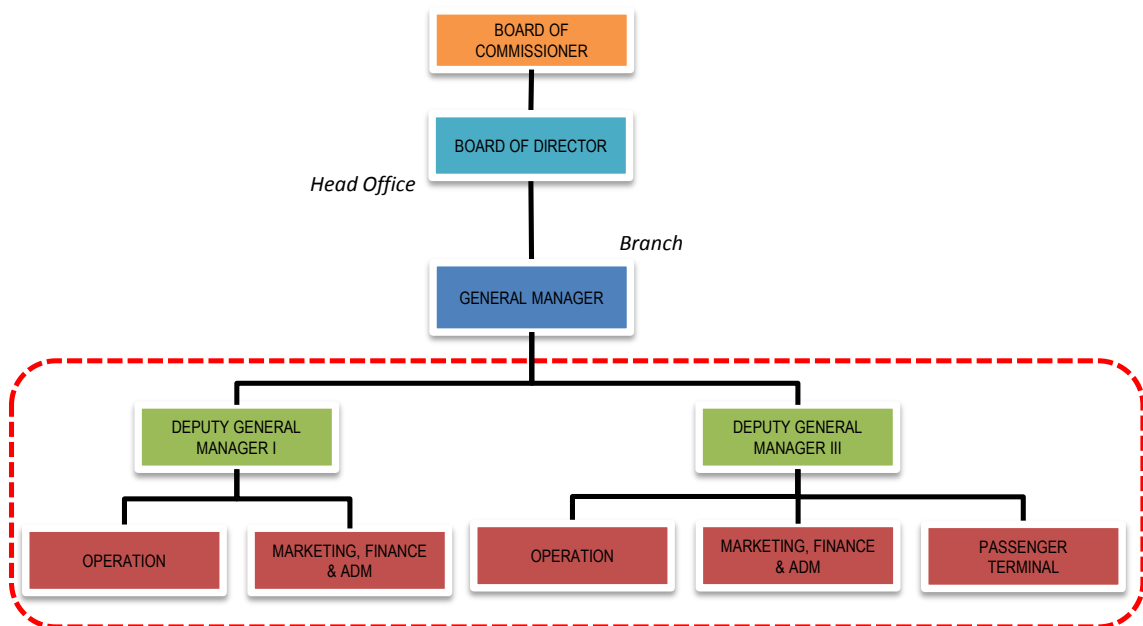 BOARD OF
COMMISSIONER
BOARD OF DIRECTOR
Head Office
Branch
GENERAL MANAGER
DEPUTY GENERAL
MANAGER I
DEPUTY GENERAL
MANAGER III
OPERATION
MARKETING, FINANCE
& ADM
OPERATION
MARKETING, FINANCE
& ADM
PASSENGER
TERMINAL